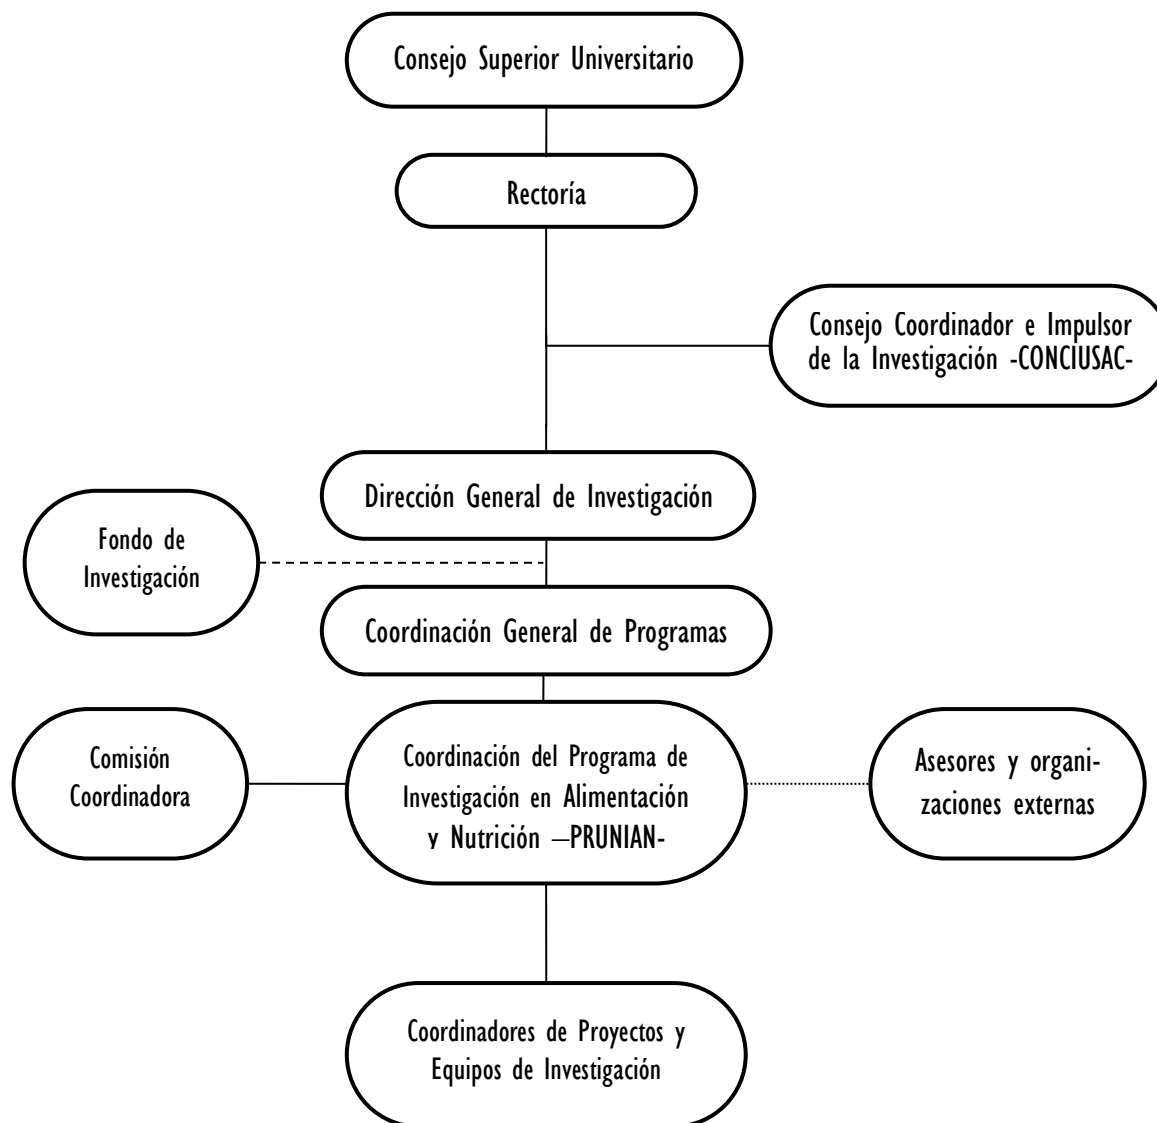 Consejo Superior Universitario
Rectoría
Consejo Coordinador e Impulsor
de la Investigación -CONCIUSAC-
Dirección General de Investigación
Fondo de
Investigación
Coordinación General de Programas
Comisión
Coordinadora
Coordinación del Programa de
Investigación en Alimentación
y Nutrición –PRUNIAN-
Asesores y organi-
zaciones externas
Coordinadores de Proyectos y
Equipos de Investigación